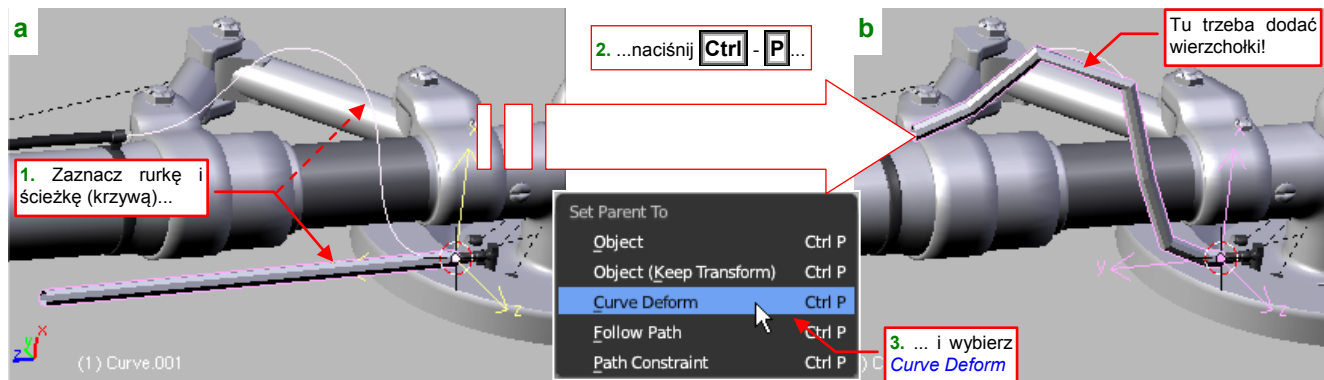 a
2. ...naciśnij Ctrl - P...
b
Tu trzeba dodać
wierzchołki!
1. Zaznacz rurkę i
ścieżkę (krzywą)...
x
z
y
z
Set Parent To
Object Ctrl P
Object (Keep Transform) Ctrl P
Curve Deform Ctrl P
Follow Path Ctrl P
Path Constraint Ctrl P
3. ... i wybierz
Curve Deform
x
y
z
(1) Curve.001